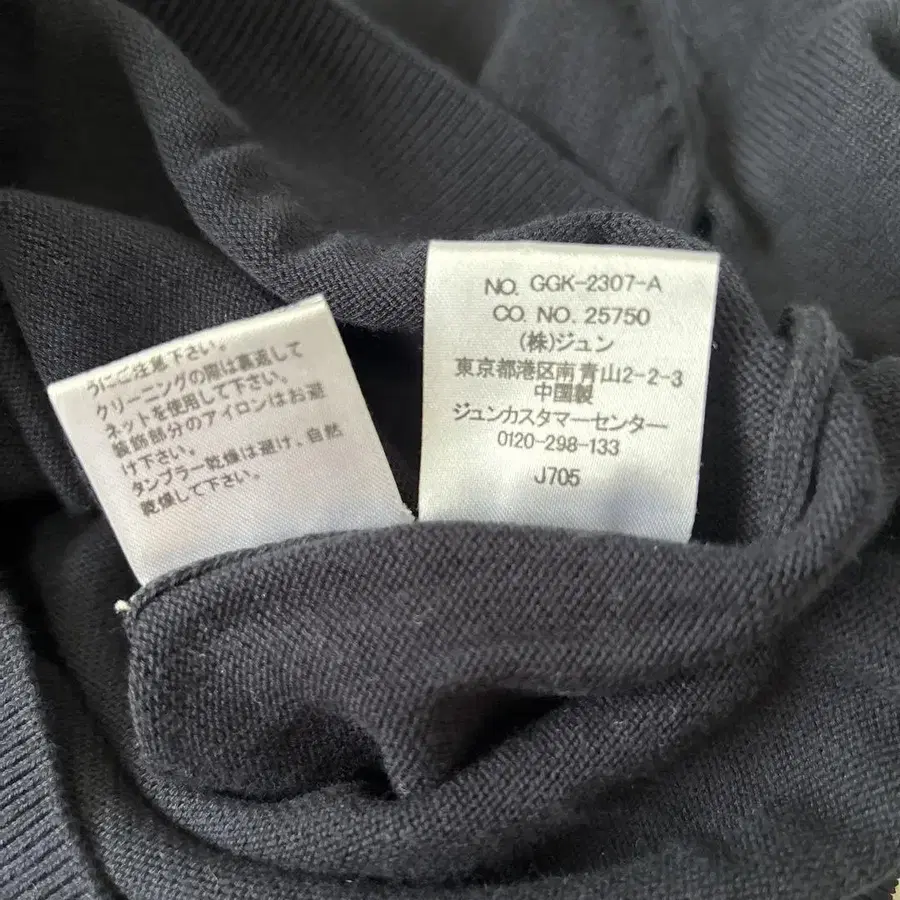 うにご注意下さい。
クリーニングの際は裏返して
ネットを使用して下さい。
装飾部分のアイロンはお避
け下さい。
タンブラー乾燥は避け、自然
乾燥して下さい。
NO. GGK-2307-A
CO. NO. 25750
(株)ジュン
東京都港区南青山2-2-3
中国製
ジュンカスタマーセンター
0120-298-133
J705